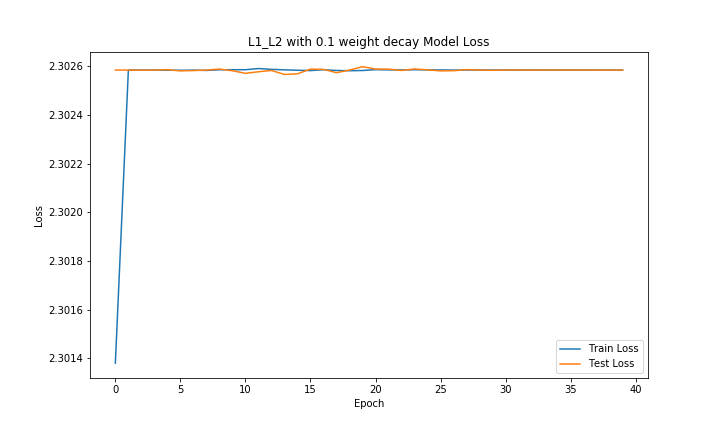 L1_L2 with 0.1 weight decay Model Loss
2.3026
2.3024
2.3022
2.3020
2.3018
2.3016
2.3014
Loss
0 5 10 15 20 25 30 35 40
Epoch
Train Loss
Test Loss